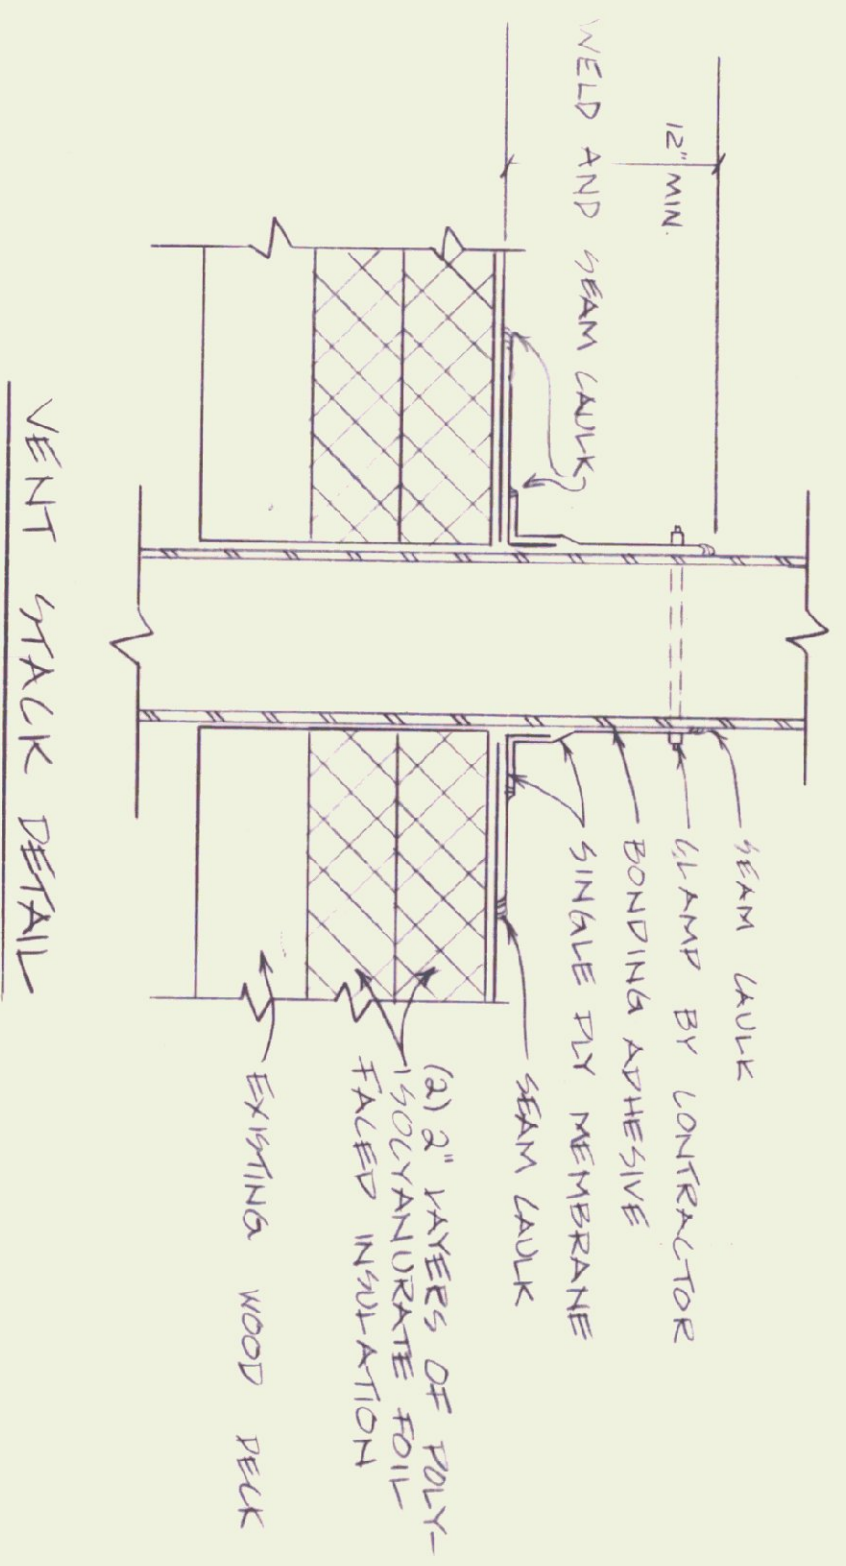 SEAM CAULK
CLAMP BY CONTRACTOR
12" MIN.
BONDING ADHESIVE
WELD AND SEAM CAULK
SINGLE PLY MEMBRANE
SEAM CAULK
(2) 2" LAYERS OF POLY-
ISOCYANURATE FOIL
FACED INSULATION
EXISTING WOOD DECK
VENT STACK DETAIL